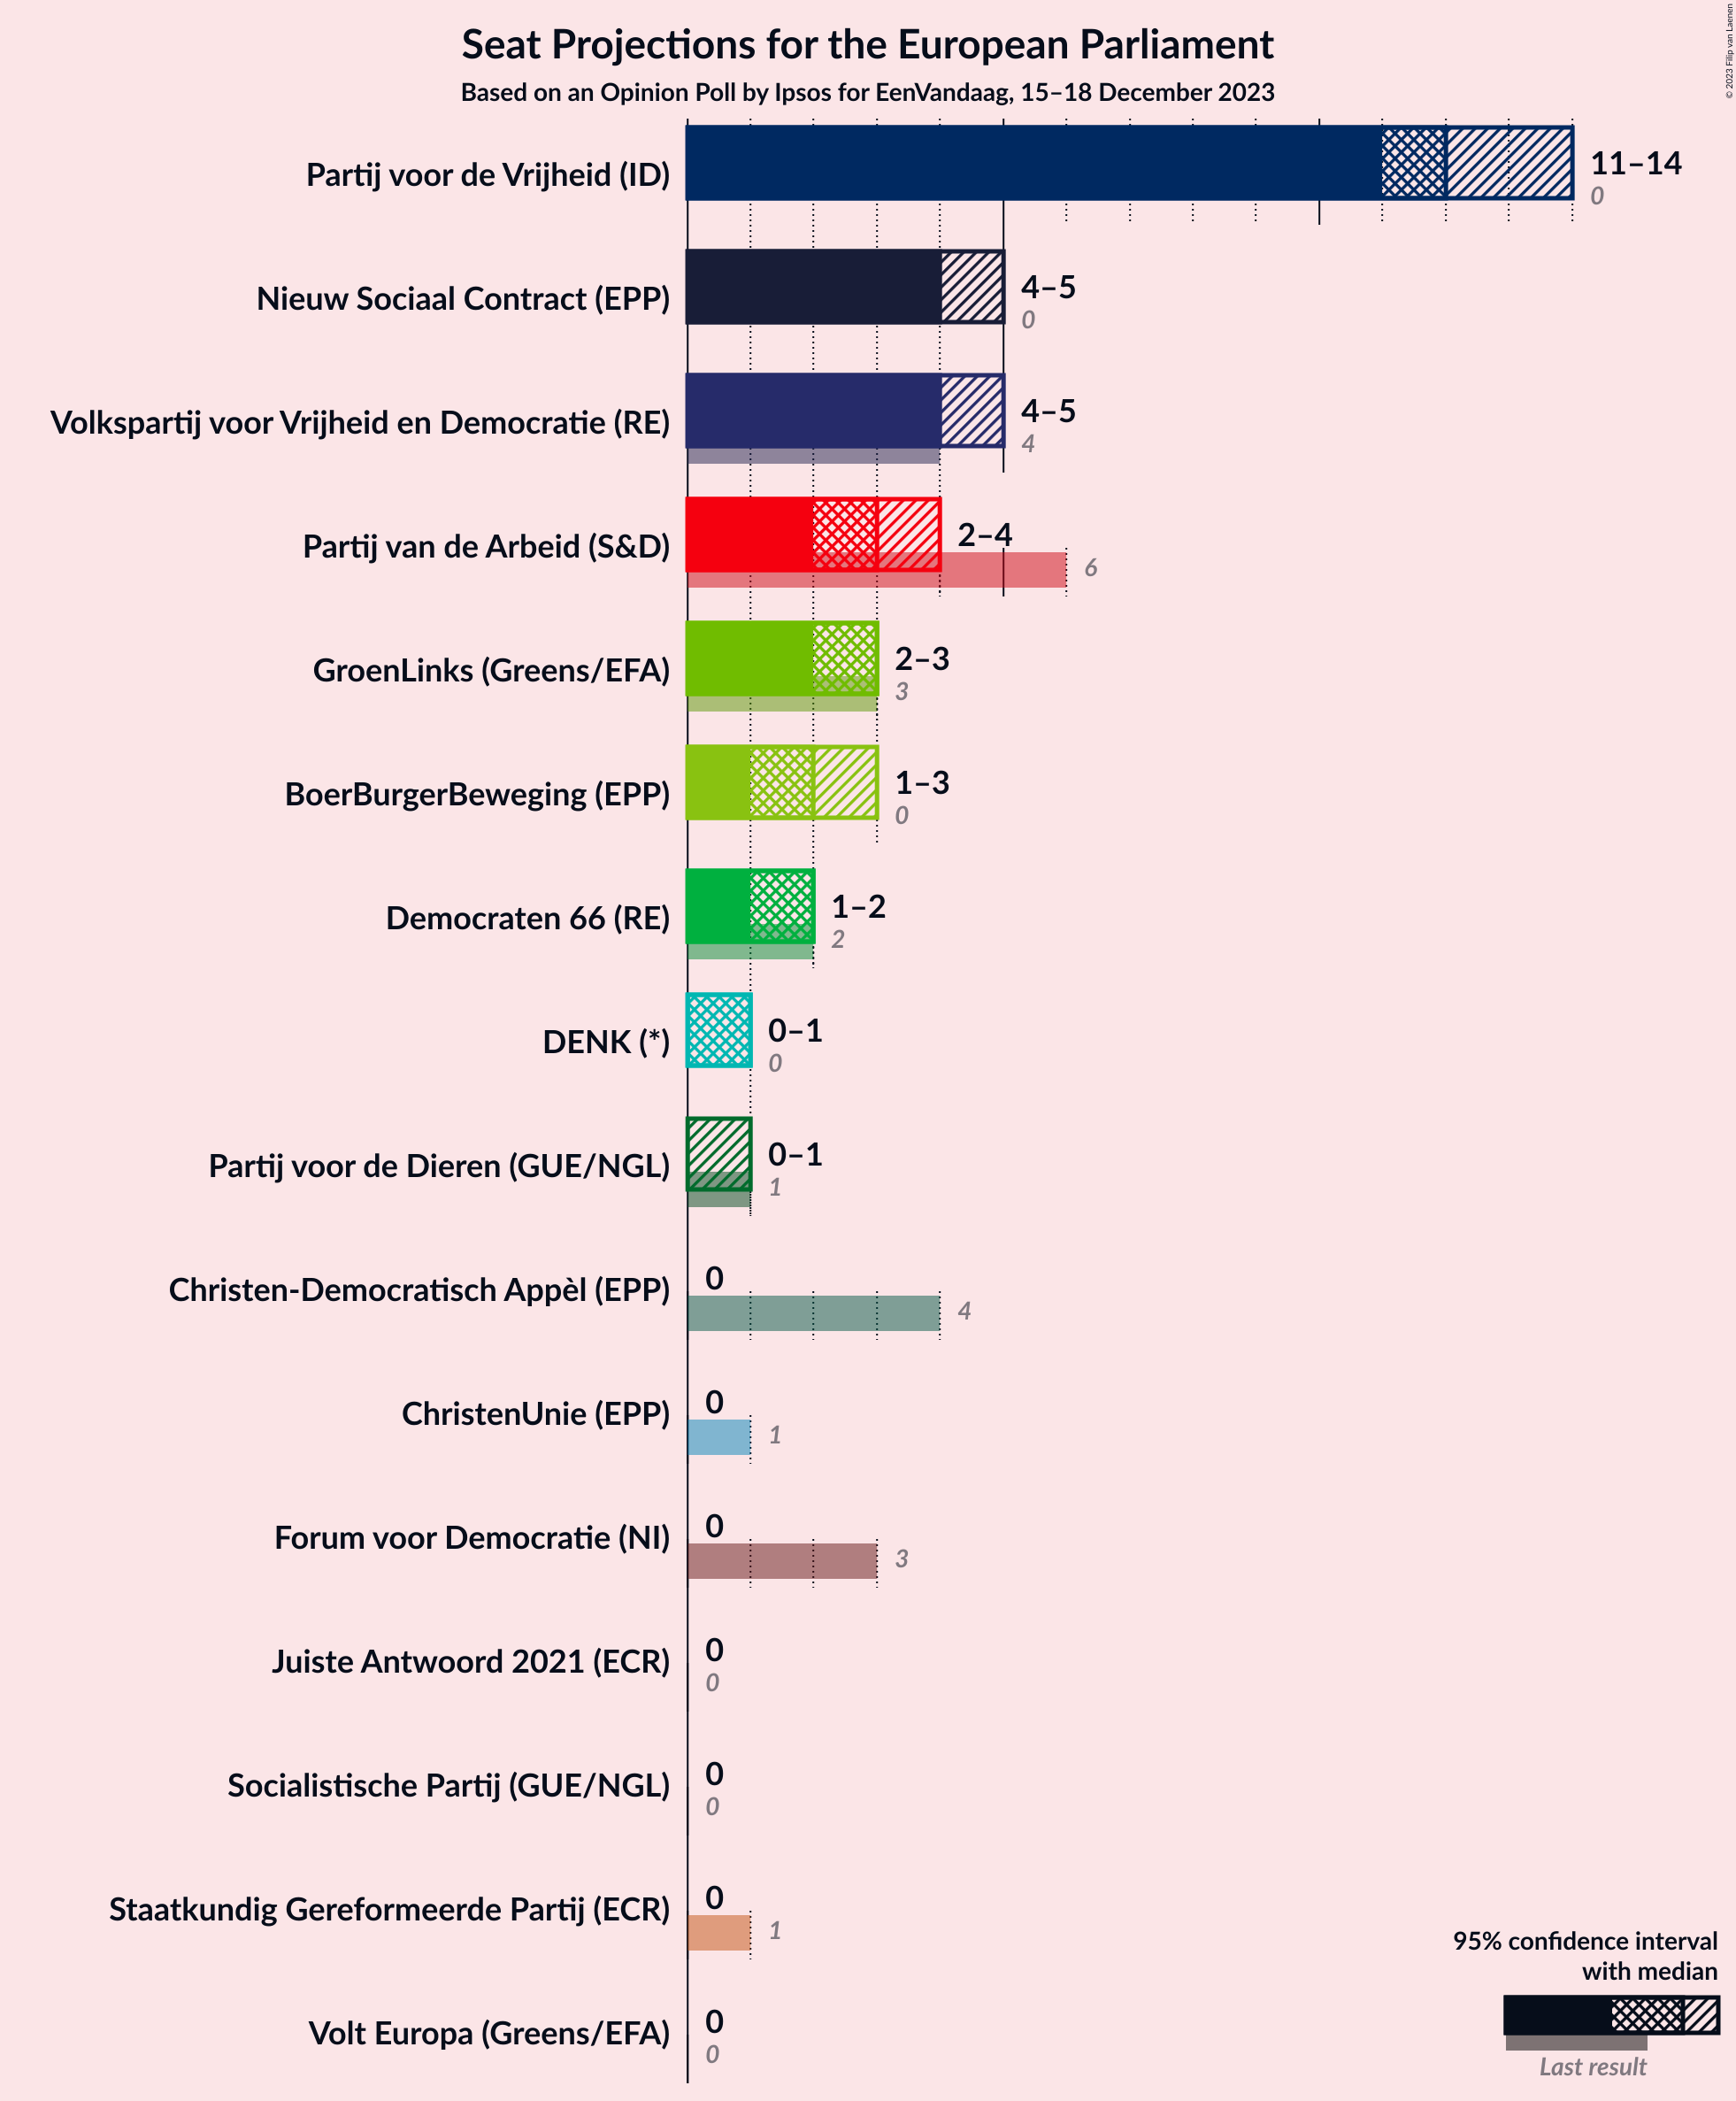 Seat Projections for the European Parliament
Based on an Opinion Poll by Ipsos for EenVandaag, 15–18 December 2023
© 2023 Filip van Laenen
Partij voor de Vrijheid (ID)
11–14
0
Nieuw Sociaal Contract (EPP)
4–5
0
Volkspartij voor Vrijheid en Democratie (RE)
4–5
4
Partij van de Arbeid (S&D)
2–4
6
GroenLinks (Greens/EFA)
2–3
3
BoerBurgerBeweging (EPP)
1–3
0
Democraten 66 (RE)
1–2
2
DENK (*)
0–1
0
Partij voor de Dieren (GUE/NGL)
0–1
1
Christen-Democratisch Appèl (EPP)
0
4
ChristenUnie (EPP)
0
1
Forum voor Democratie (NI)
0
3
Juiste Antwoord 2021 (ECR)
0
0
Socialistische Partij (GUE/NGL)
0
0
Staatkundig Gereformeerde Partij (ECR)
0
1
Volt Europa (Greens/EFA)
0
0
95% confidence interval
with median
Last result